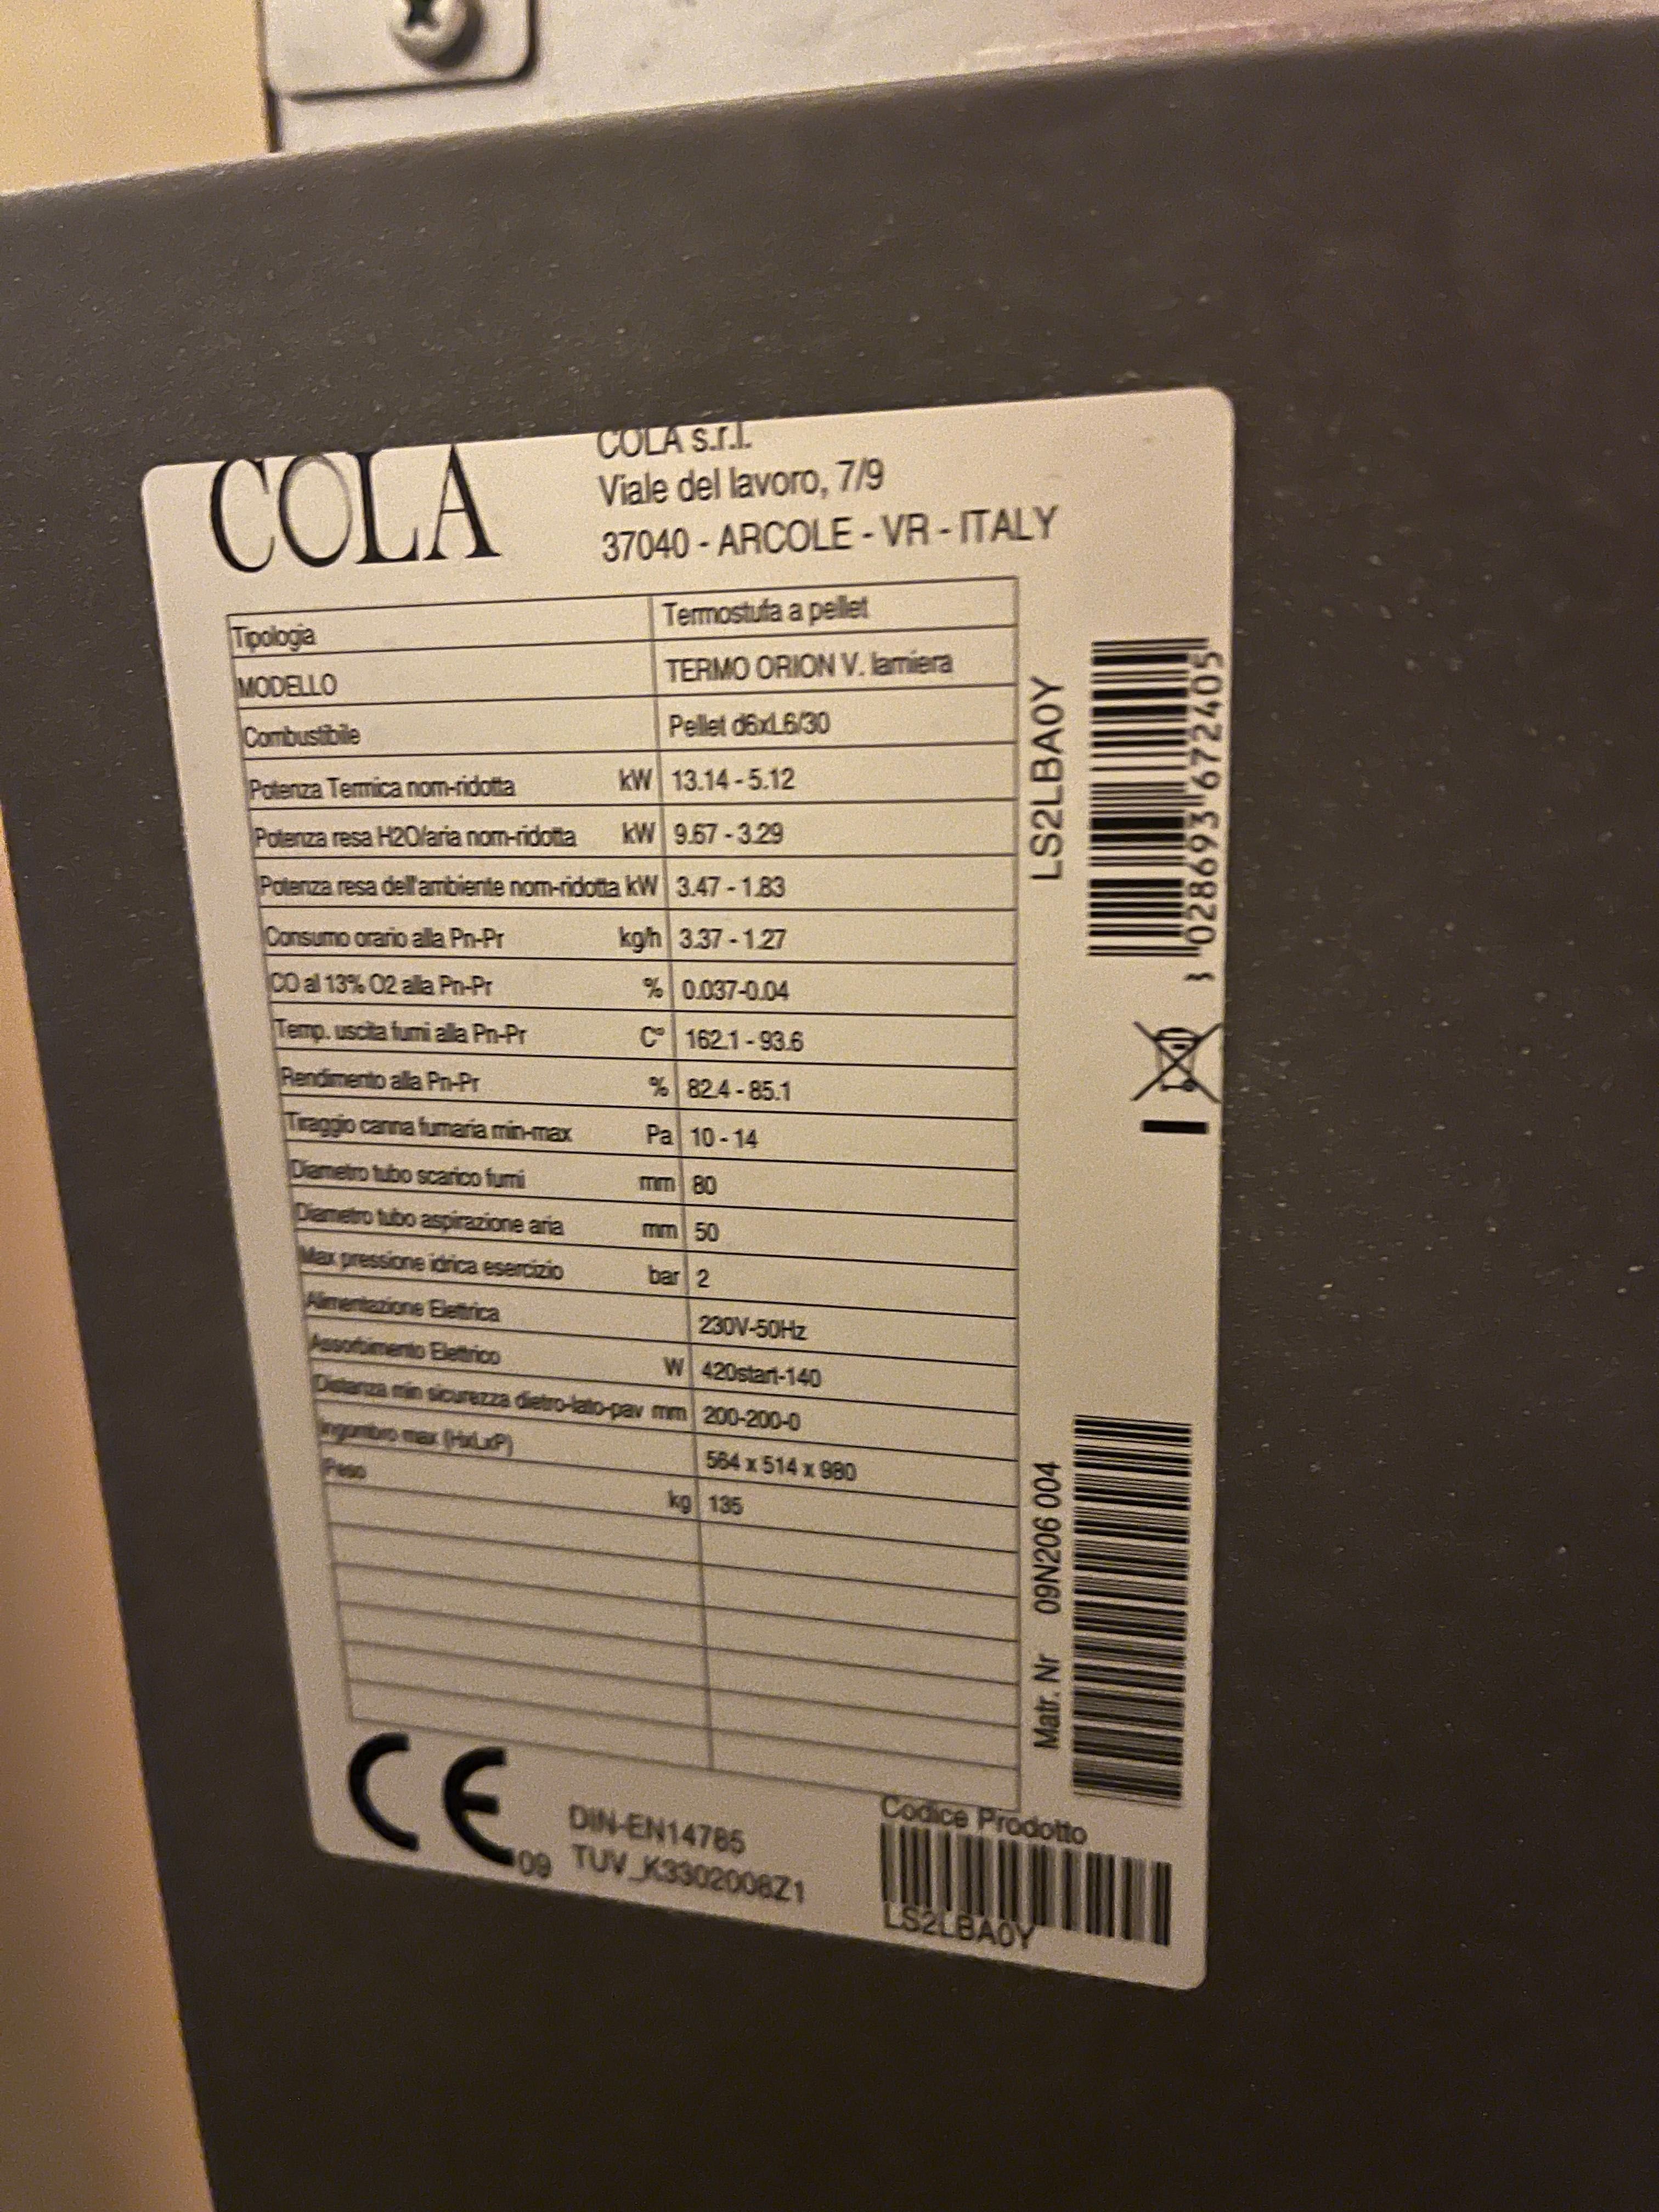 COLA
COLA s.r.l.
Viale del lavoro, 7/9
37040 - ARCOLE - VR - ITALY
Tipologia Termostufa a pellet
MODELLO TERMO ORION V. lamiera
Combustibile Pellet d6xL6/30
Potenza Termica nom-ridotta kW 13.14 - 5.12
Potenza resa H2O/aria nom-ridotta kW 9.67 - 3.29
Potenza resa dell'ambiente nom-ridotta kW 3.47 - 1.83
Consumo orario alla Pn-Pr kg/h 3.37 - 1.27
CO al 13% O2 alla Pn-Pr % 0.037-0.04
Temp. uscita fumi alla Pn-Pr C° 162.1 - 93.6
Rendimento alla Pn-Pr % 82.4 - 85.1
Tiraggio canna fumaria min-max Pa 10 - 14
Diametro tubo scarico fumi mm 80
Diametro tubo aspirazione aria mm 50
Max pressione idrica esercizio bar 2
Alimentazione Elettrica 230V-50Hz
Assorbimento Elettrico W 420start-140
Distanza min sicurezza dietro-lato-pav mm 200-200-0
Ingombro max (HxLxP) 564 x 514 x 980
Peso kg 135
LS2LBA0Y
3 028693 672405
Matr. Nr 09N206 004
CE 09
DIN-EN14785
TUV_K3302008Z1
Codice Prodotto
LS2LBA0Y